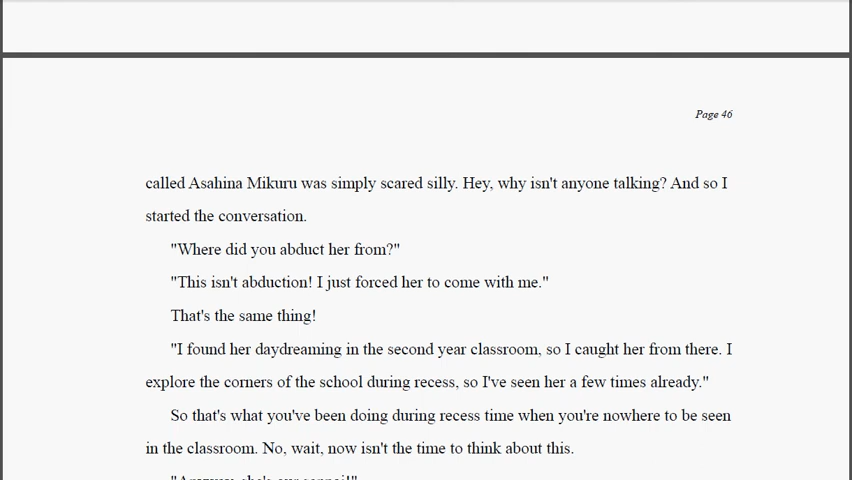 Page 46
called Asahina Mikuru was simply scared silly. Hey, why isn't anyone talking? And so I
started the conversation.
"Where did you abduct her from?"
"This isn't abduction! I just forced her to come with me."
That's the same thing!
"I found her daydreaming in the second year classroom, so I caught her from there. I
explore the corners of the school during recess, so I've seen her a few times already."
So that's what you've been doing during recess time when you're nowhere to be seen
in the classroom. No, wait, now isn't the time to think about this.